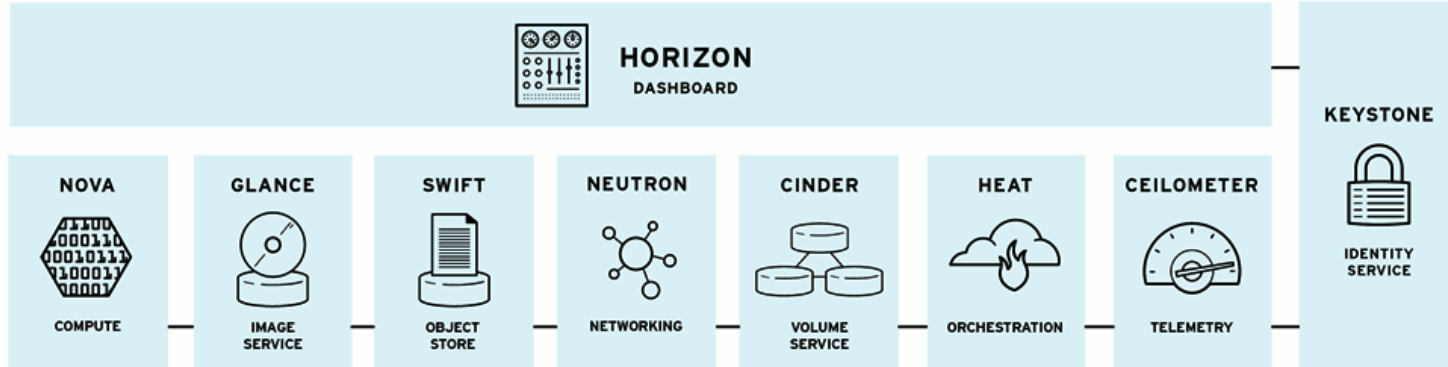 HORIZON
DASHBOARD
KEYSTONE
IDENTITY
SERVICE
NOVA
COMPUTE
GLANCE
IMAGE
SERVICE
SWIFT
OBJECT
STORE
NEUTRON
NETWORKING
CINDER
VOLUME
SERVICE
HEAT
ORCHESTRATION
CEILOMETER
TELEMETRY